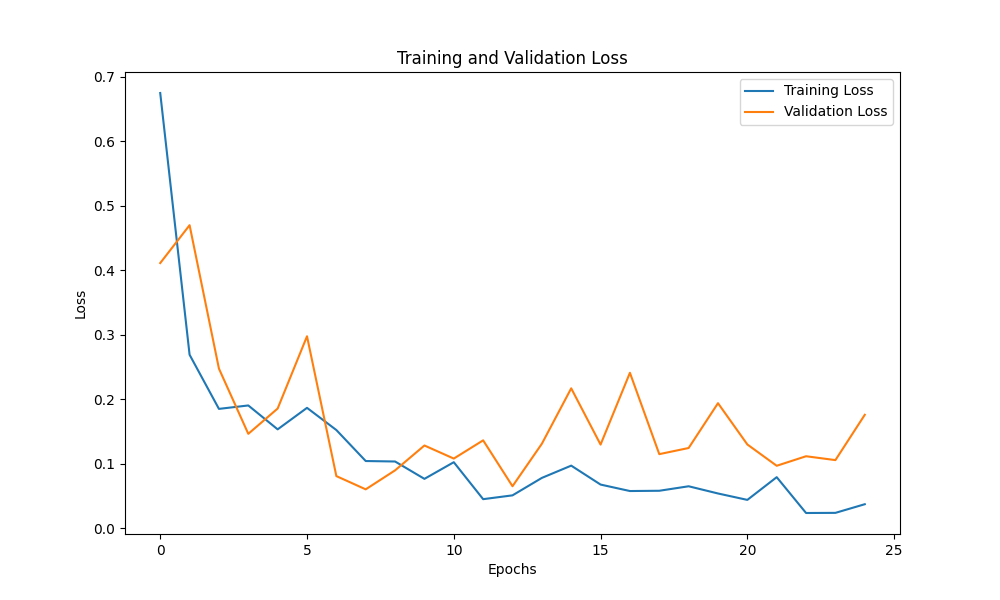 Training and Validation Loss
Training Loss
Validation Loss
0.7
0.6
0.5
0.4
0.3
0.2
0.1
0.0
Loss
0 5 10 15 20 25
Epochs